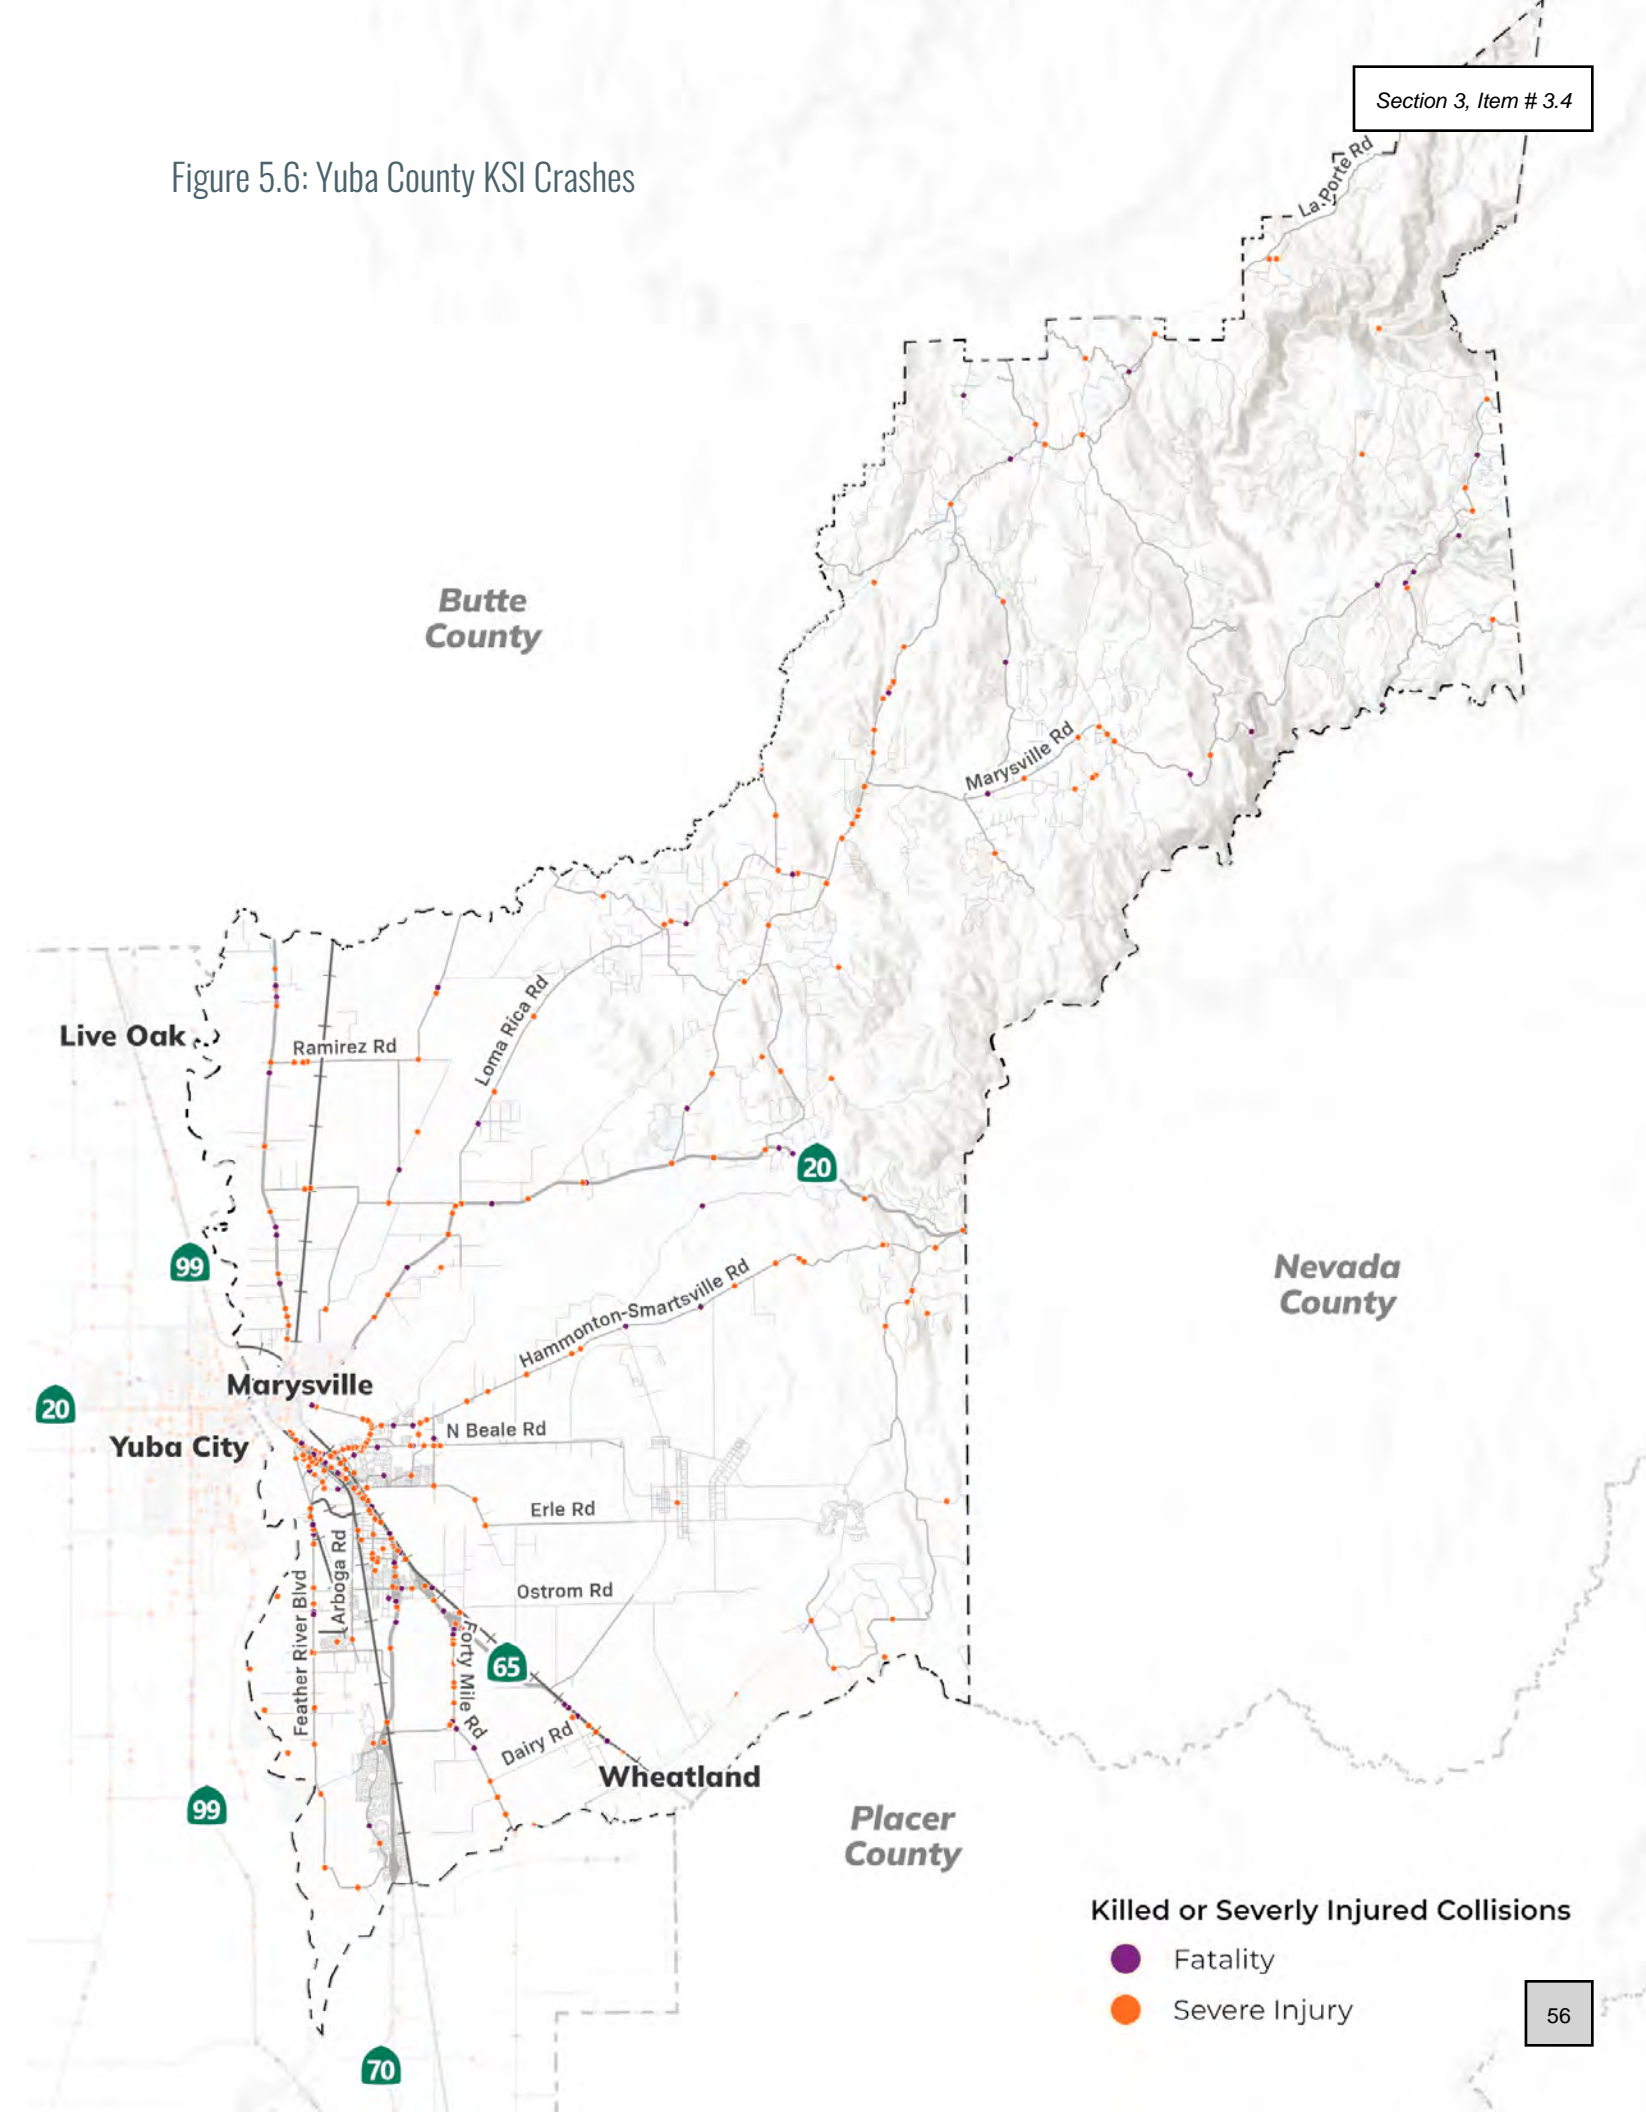 Section 3, Item # 3.4
La Porte Rd
Figure 5.6: Yuba County KSI Crashes
Butte
County
Marysville Rd
Loma Rica Rd
Live Oak
Ramirez Rd
20
99
Nevada
County
Hammonton-Smartsville Rd
Marysville
20
N Beale Rd
Yuba City
Erle Rd
Arboga Rd
Ostrom Rd
Feather River Blvd
Forty Mile Rd
65
Dairy Rd
Wheatland
99
Placer
County
Killed or Severly Injured Collisions
Fatality
Severe Injury
56
70